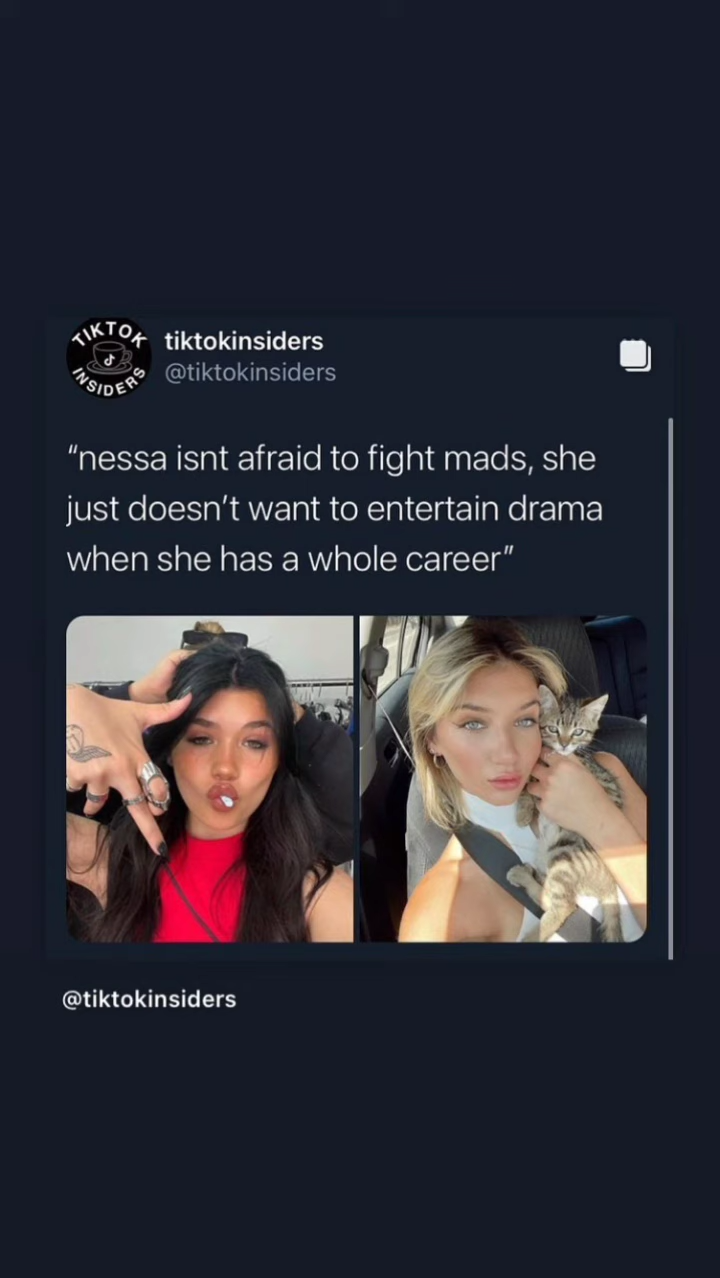 TIKTOK
INSIDERS
tiktokinsiders
@tiktokinsiders
“nessa isnt afraid to fight mads, she
just doesn’t want to entertain drama
when she has a whole career”
@tiktokinsiders